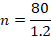 n = 80/1.2